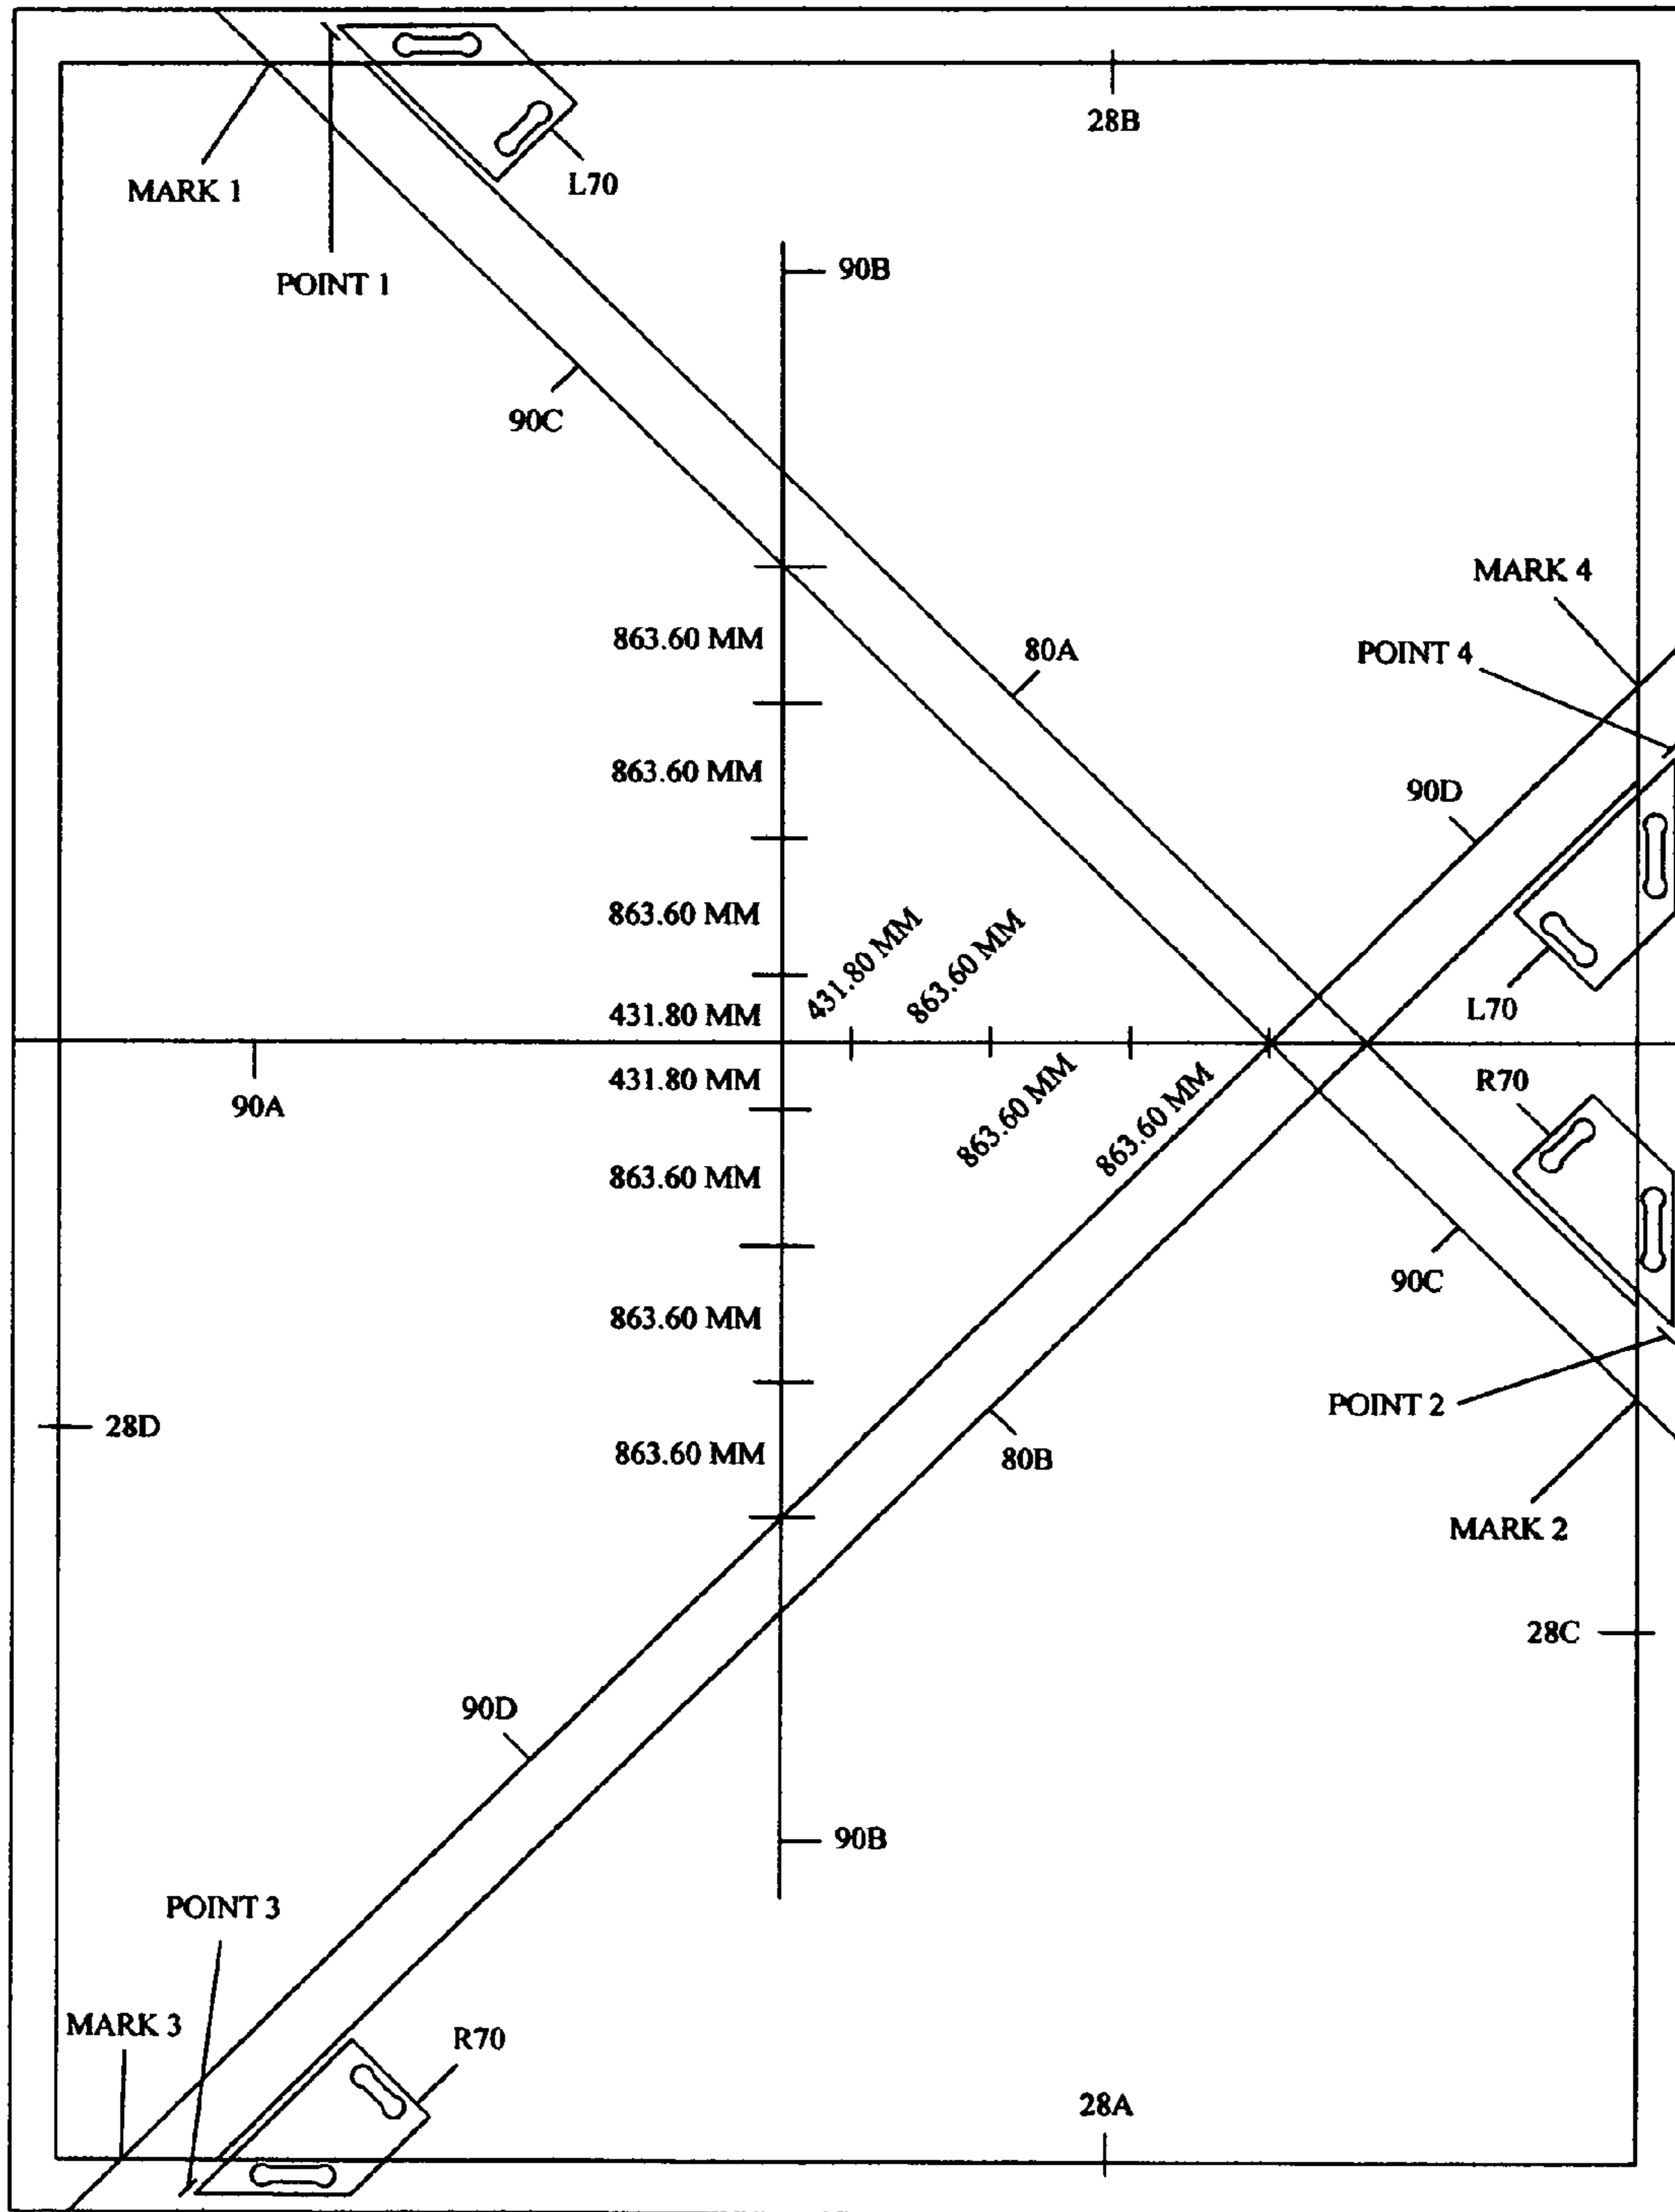 28B
MARK 1
L70
POINT 1
90B
90C
MARK 4
863.60 MM
80A
POINT 4
863.60 MM
90D
863.60 MM
431.80 MM
863.60 MM
L70
431.80 MM
431.80 MM
R70
90A
863.60 MM
863.60 MM
863.60 MM
90C
863.60 MM
POINT 2
28D
863.60 MM
80B
MARK 2
28C
90D
90B
POINT 3
MARK 3
R70
28A